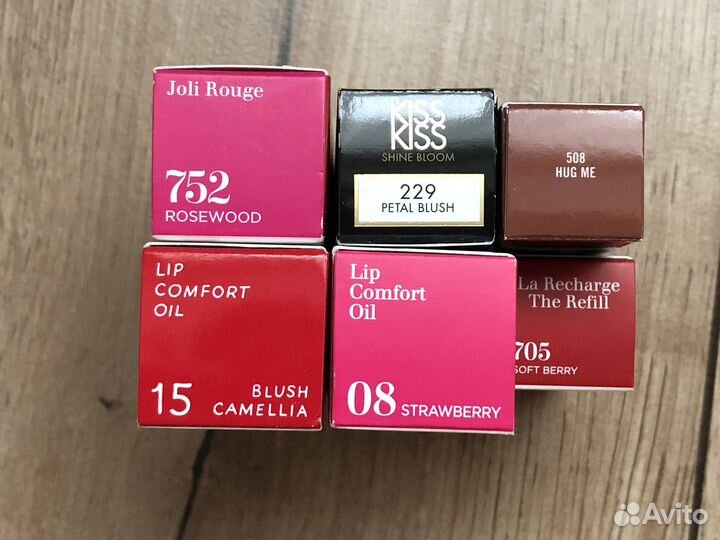 Joli Rouge
752
ROSEWOOD
KISS
KISS
SHINE BLOOM
229
PETAL BLUSH
508
HUG ME
LIP
COMFORT
OIL
15 BLUSH
CAMELLIA
Lip
Comfort
Oil
08 STRAWBERRY
La Recharge
The Refill
705
SOFT BERRY
Avito